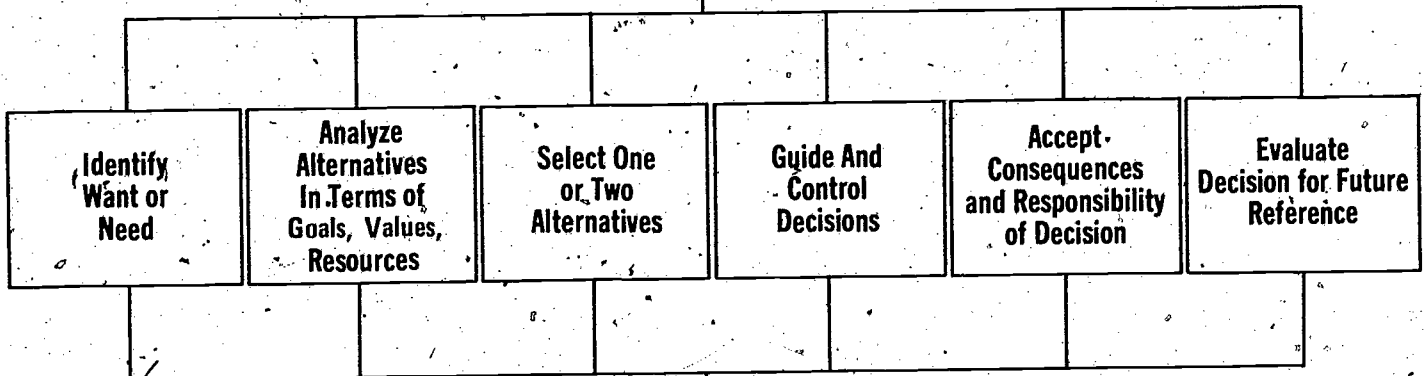 Identify
Want or
Need
Analyze
Alternatives
In Terms of
Goals, Values,
Resources
Select One
or Two
Alternatives
Guide And
Control
Decisions
Accept
Consequences
and Responsibility
of Decision
Evaluate
Decision for Future
Reference